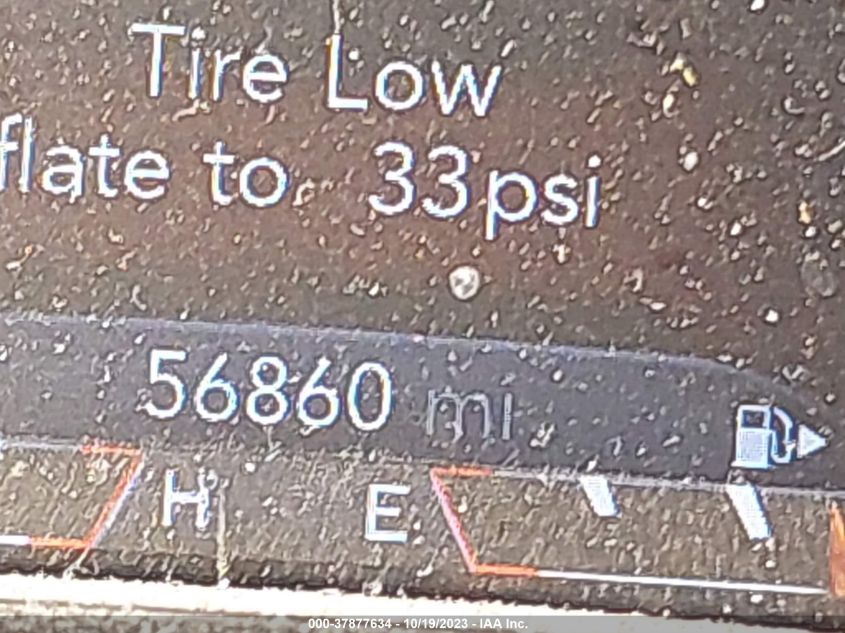 Tire Low
flate to 33psi
56860 mi
H E
000-37877634 - 10/19/2023 - IAA Inc.